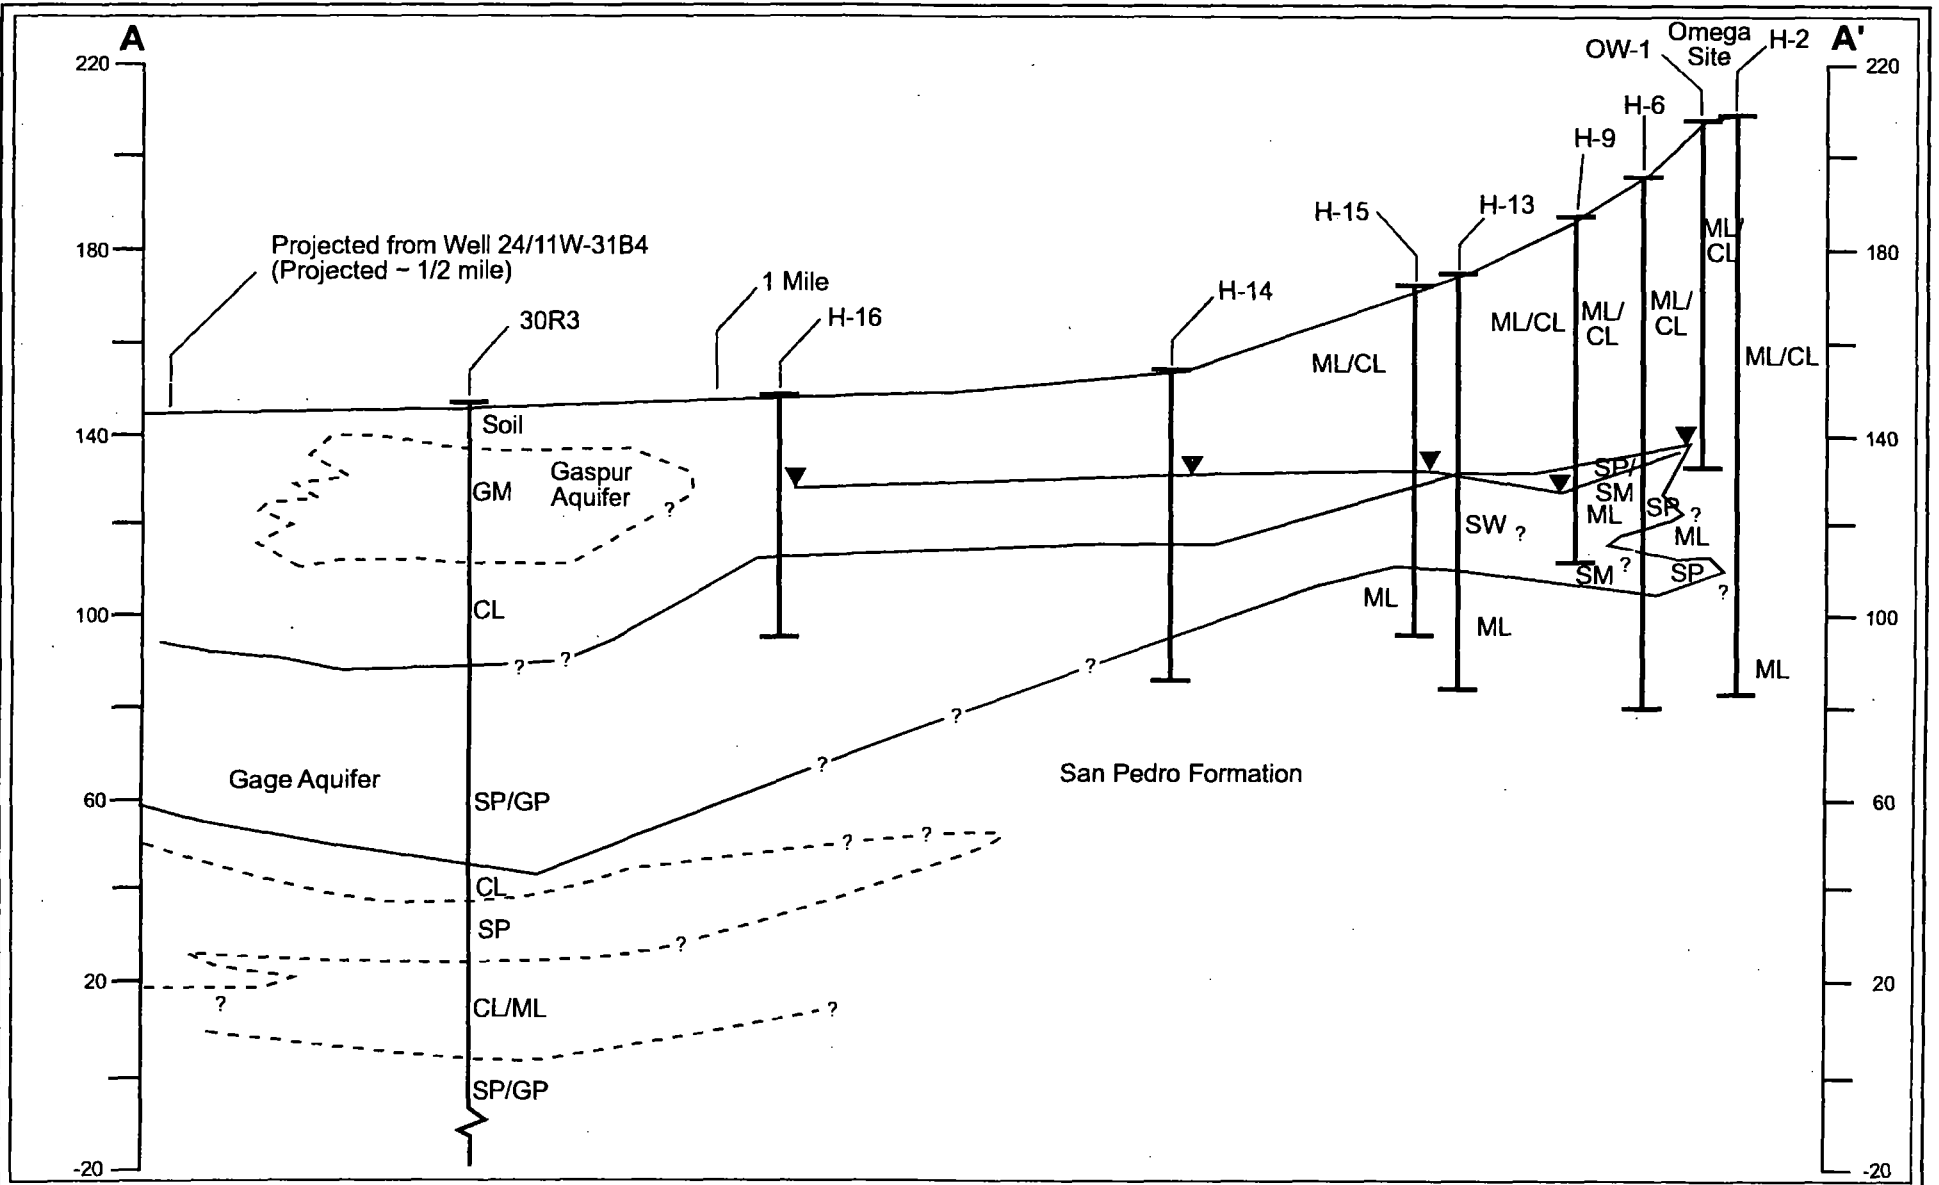 A
Omega
Site
OW-1
H-2
A'
220
220
H-6
H-9
H-15
H-13
ML/
CL
Projected from Well 24/11W-31B4
(Projected ~ 1/2 mile)
180
180
1 Mile
H-14
30R3
H-16
ML/CL
ML/
CL
ML/
CL
ML/CL
ML/CL
140
140
Soil
Gaspur
Aquifer
GM
?
SP/
SM
ML
SP
?
SW ?
ML
?
SM
SP
?
ML
ML
100
CL
100
? ?
?
ML
?
?
Gage Aquifer
San Pedro Formation
60
SP/GP
60
? ?
CL
SP
?
20
20
?
CL/ML
?
SP/GP
-20
-20